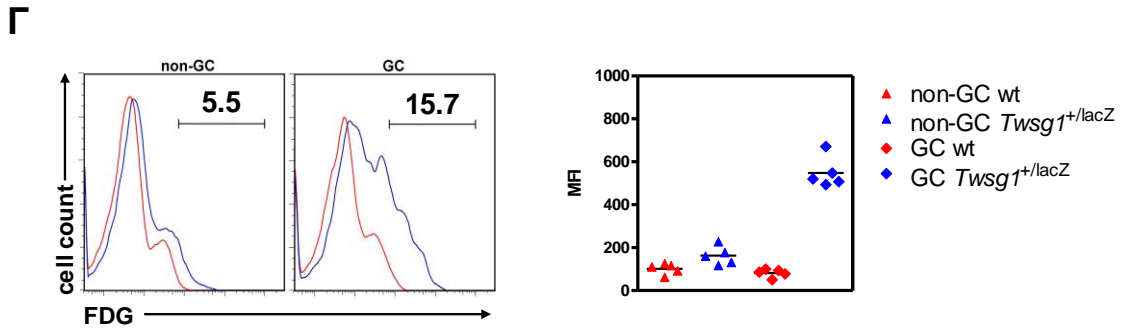 Γ
non-GC
GC
5.5
15.7
cell count
FDG
1000
800
600
400
200
0
MFI
non-GC wt
non-GC Twsg1+/lacZ
GC wt
GC Twsg1+/lacZ